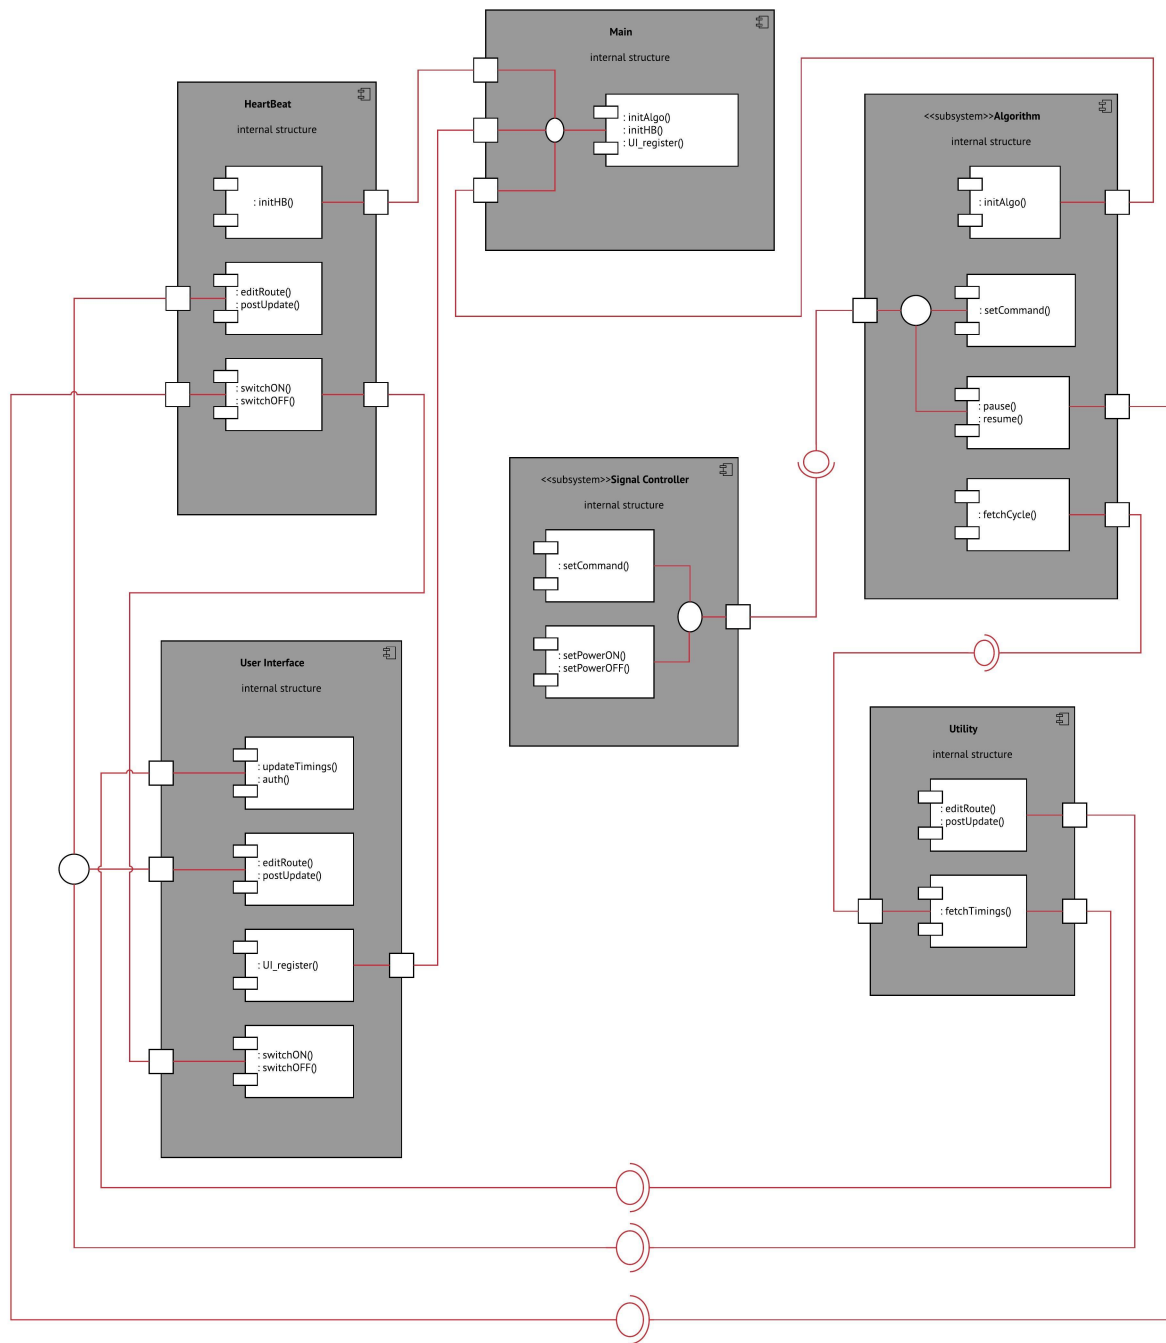 Main
internal structure
: initAlgo()
: initHB()
: UI_register()
HeartBeat
internal structure
: initHB()
: editRoute()
: postUpdate()
: switchON()
: switchOFF()
<<subsystem>>Algorithm
internal structure
: initAlgo()
: setCommand()
: pause()
: resume()
: fetchCycle()
<<subsystem>>Signal Controller
internal structure
: setCommand()
: setPowerON()
: setPowerOFF()
User Interface
internal structure
: updateTimings()
: auth()
: editRoute()
: postUpdate()
: UI_register()
: switchON()
: switchOFF()
Utility
internal structure
: editRoute()
: postUpdate()
: fetchTimings()